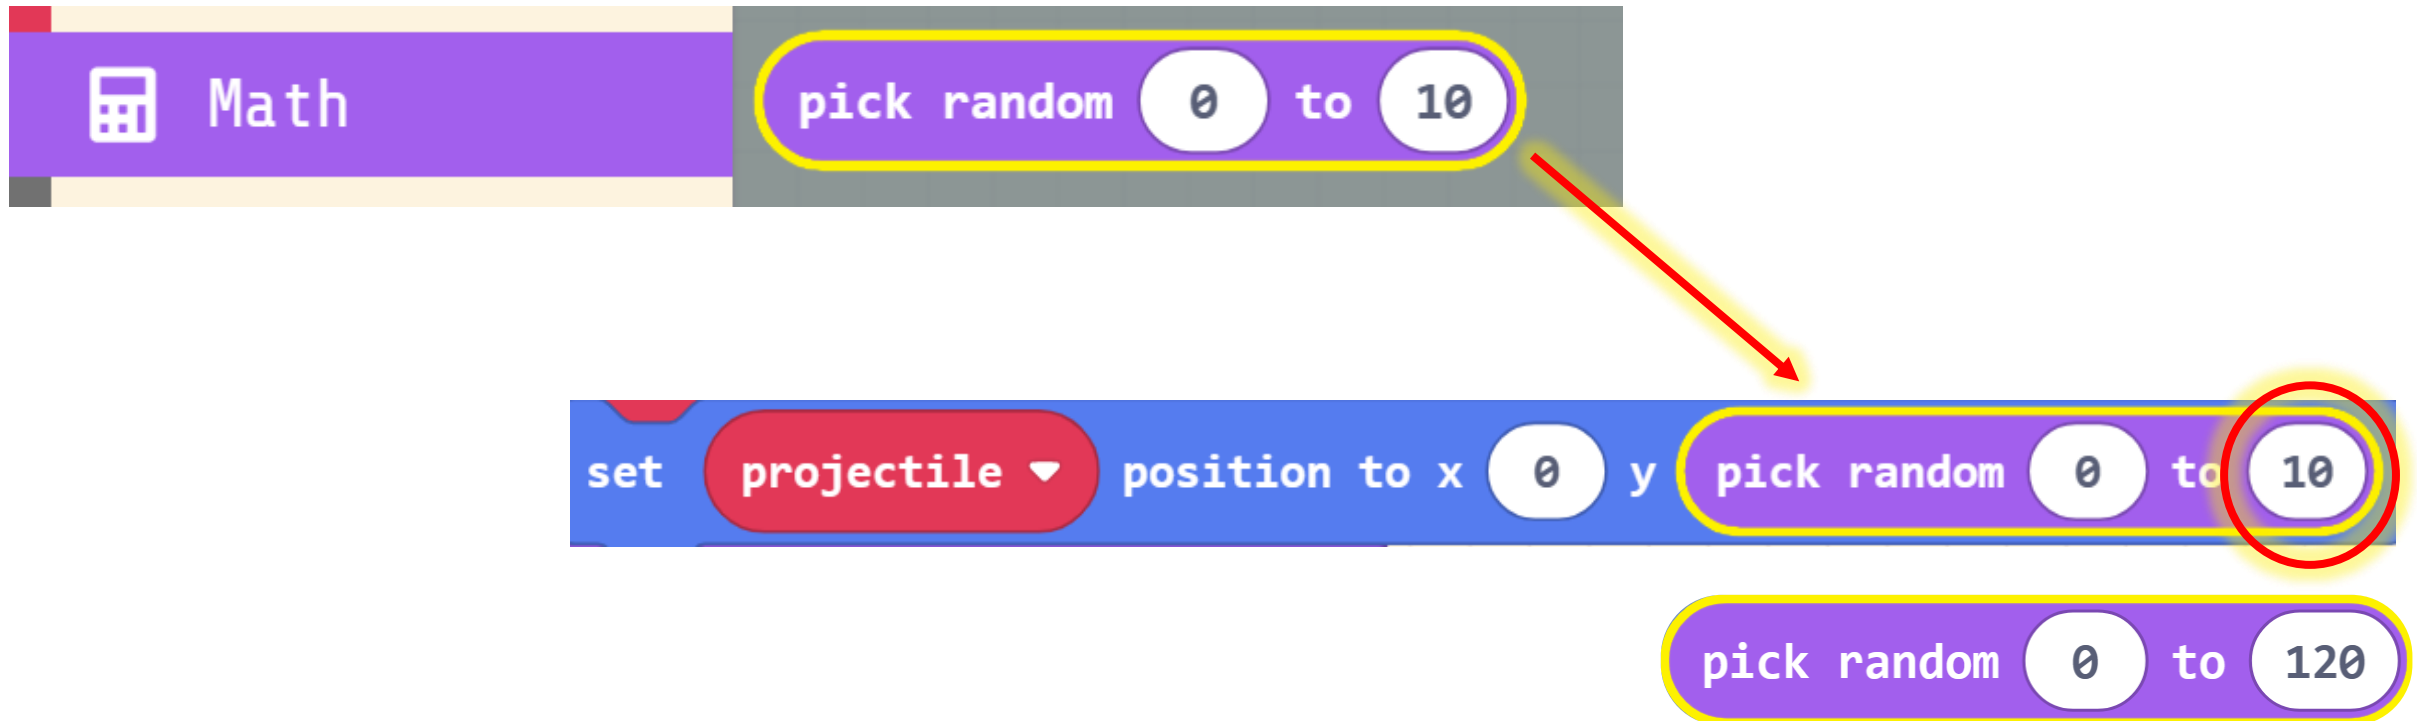 Math
pick random 0 to 10
set projectile position to x 0 y pick random 0 to 10
pick random 0 to 120